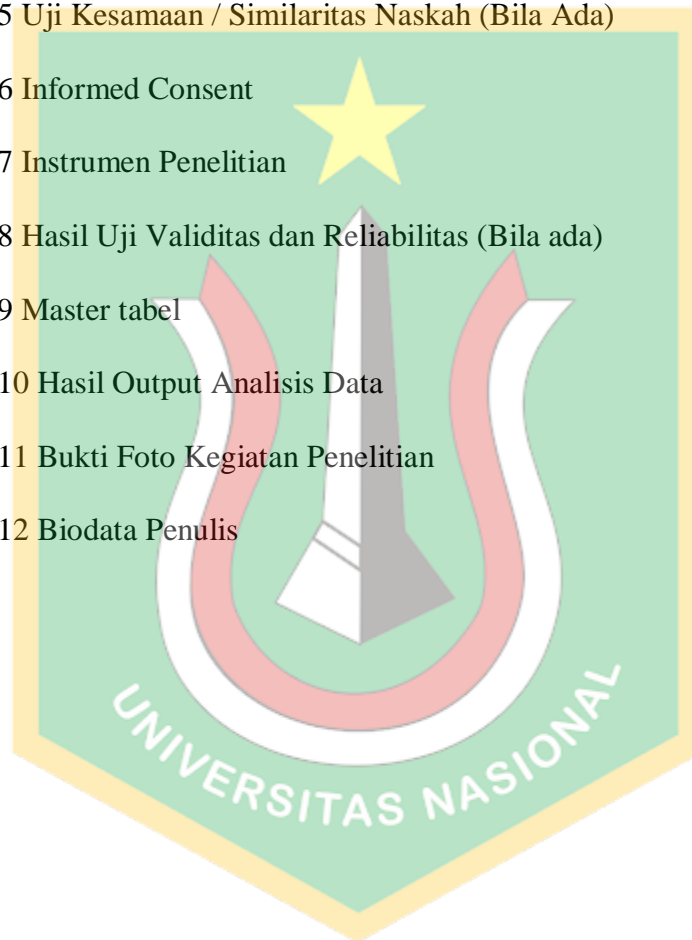 5 Uji Kesamaan / Similaritas Naskah (Bila Ada)
6 Informed Consent
7 Instrumen Penelitian
8 Hasil Uji Validitas dan Reliabilitas (Bila ada)
9 Master tabel
10 Hasil Output Analisis Data
11 Bukti Foto Kegiatan Penelitian
12 Biodata Penulis
UNIVERSITAS NASIONAL